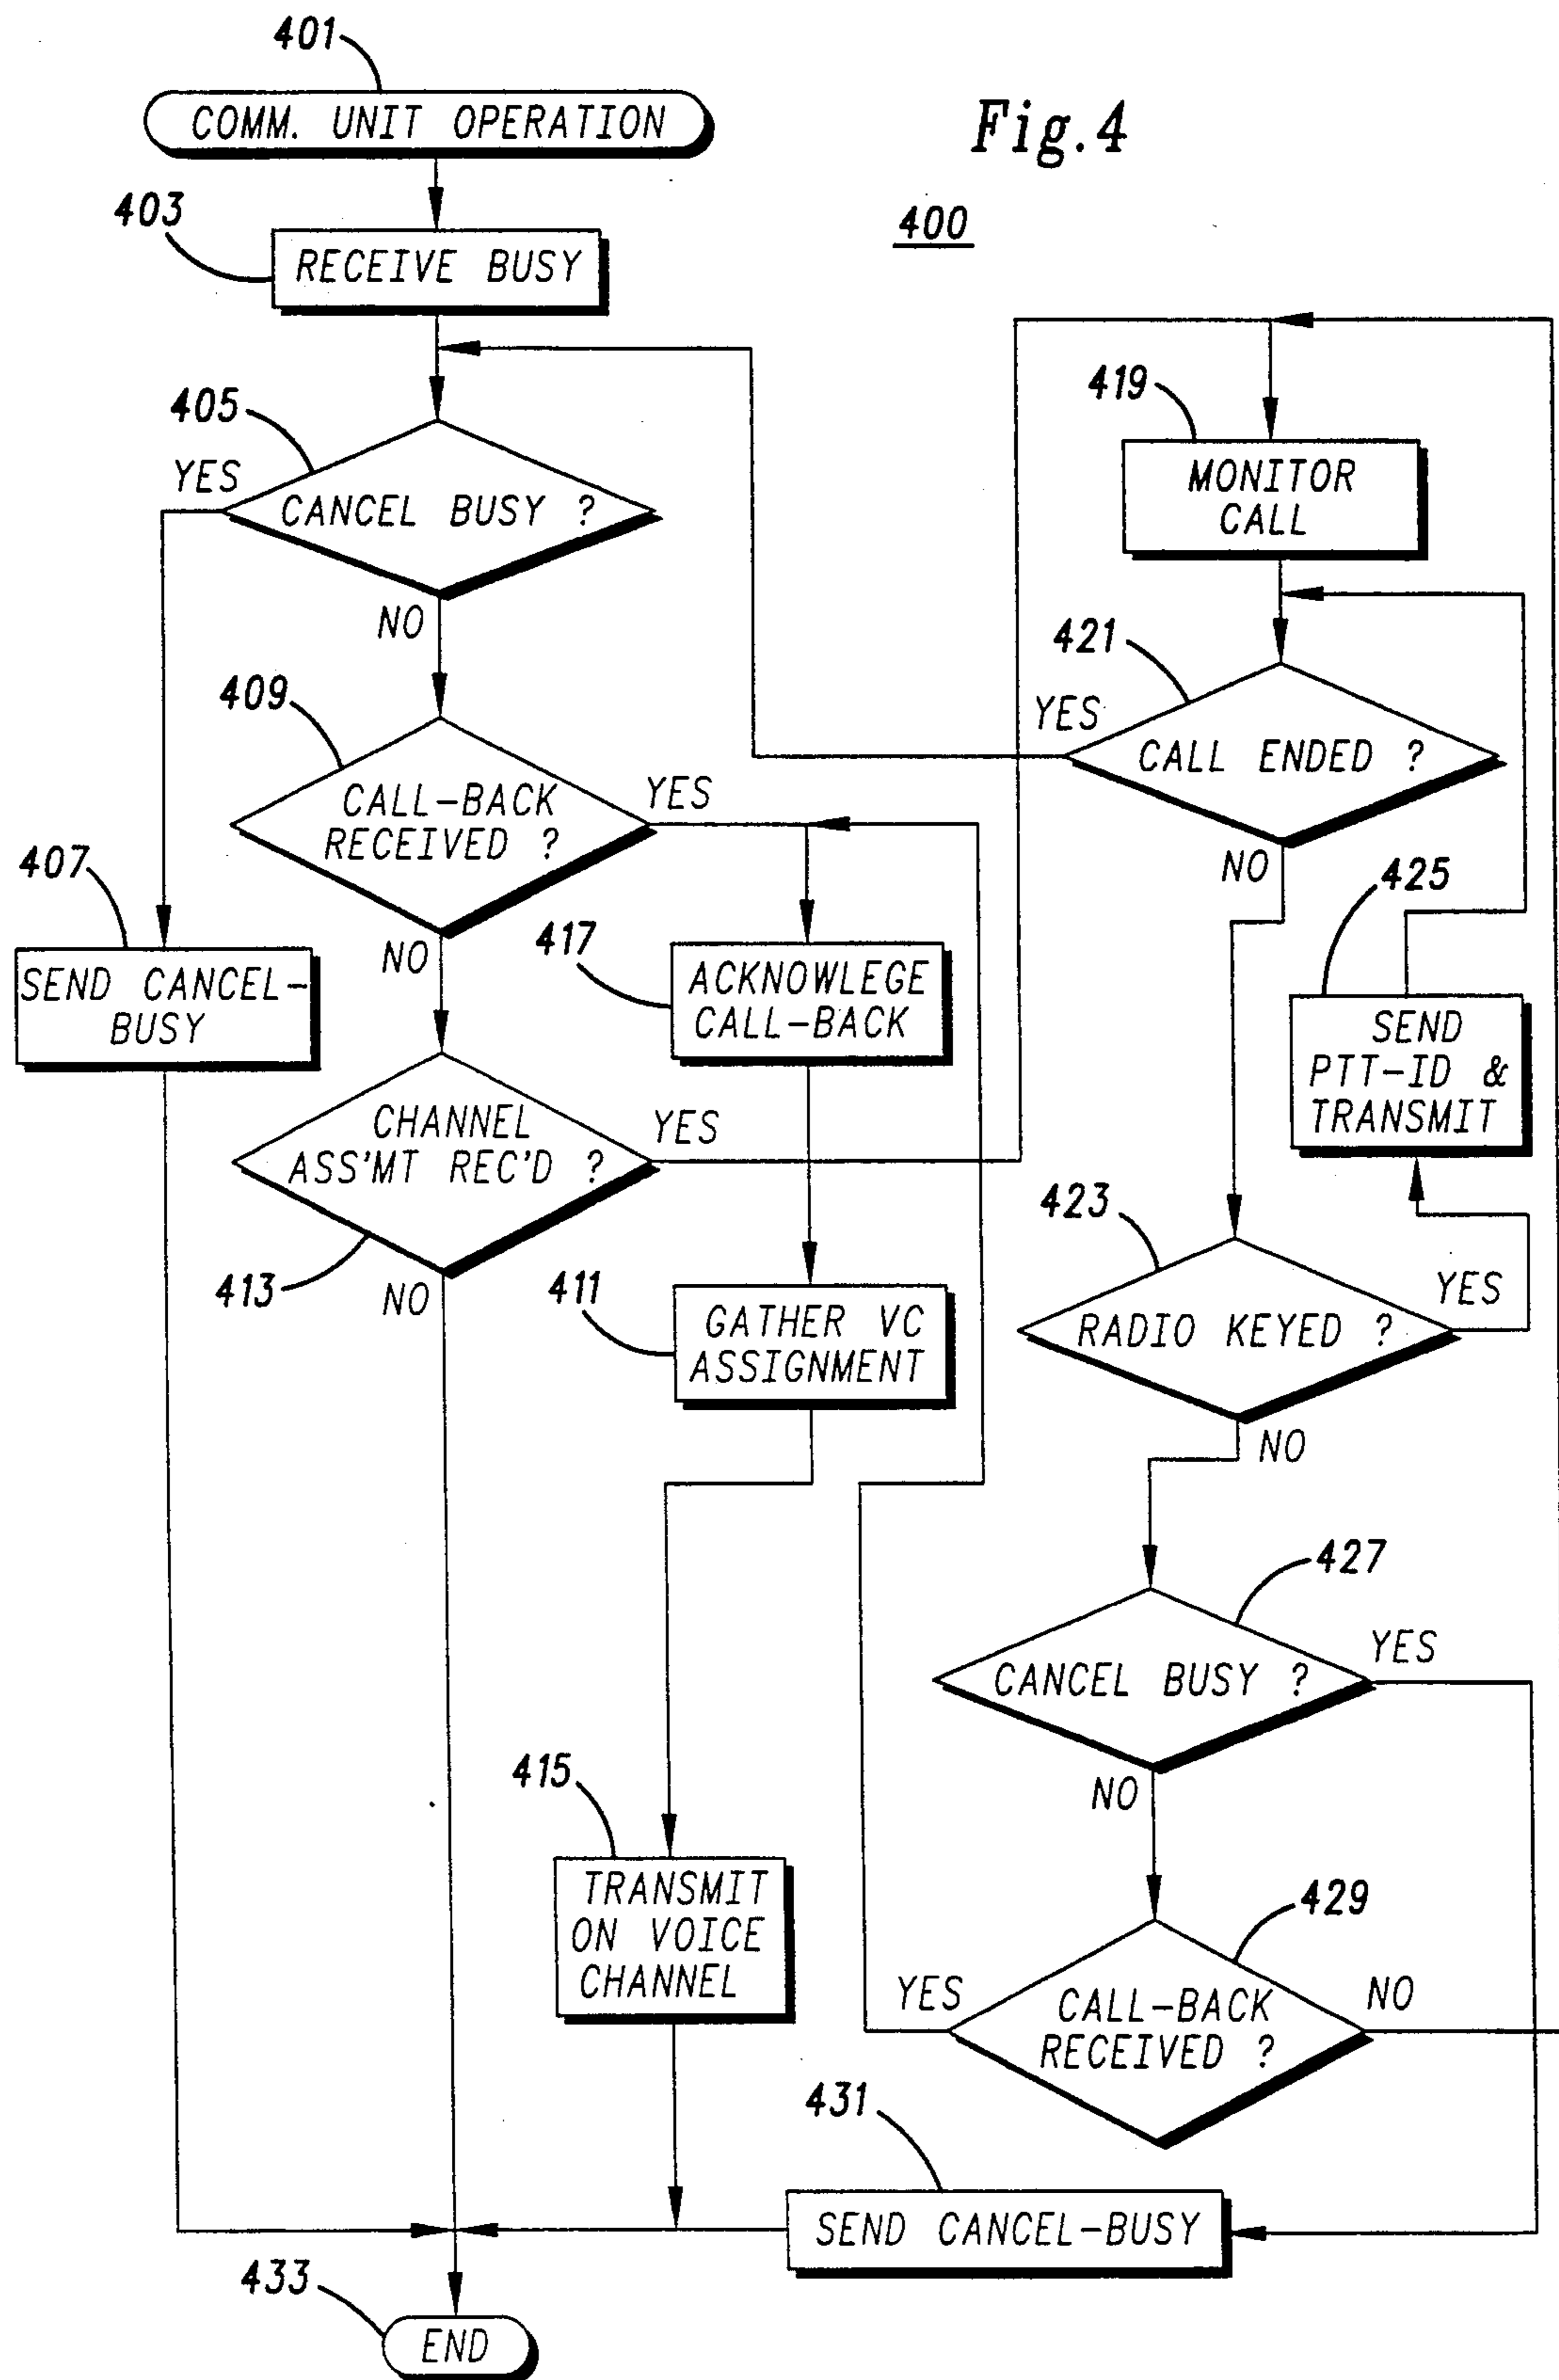 401
COMM. UNIT OPERATION
Fig.4
400
403
RECEIVE BUSY
405
YES
CANCEL BUSY ?
NO
409
CALL-BACK
RECEIVED ?
YES
NO
407
SEND CANCEL-
BUSY
417
ACKNOWLEGE
CALL-BACK
CHANNEL
ASS'MT REC'D ?
YES
413
NO
411
GATHER VC
ASSIGNMENT
415
TRANSMIT
ON VOICE
CHANNEL
419
MONITOR
CALL
421
YES
CALL ENDED ?
NO
425
SEND
PTT-ID &
TRANSMIT
423
RADIO KEYED ?
YES
NO
427
CANCEL BUSY ?
YES
NO
429
YES
CALL-BACK
RECEIVED ?
NO
431
SEND CANCEL-BUSY
433
END